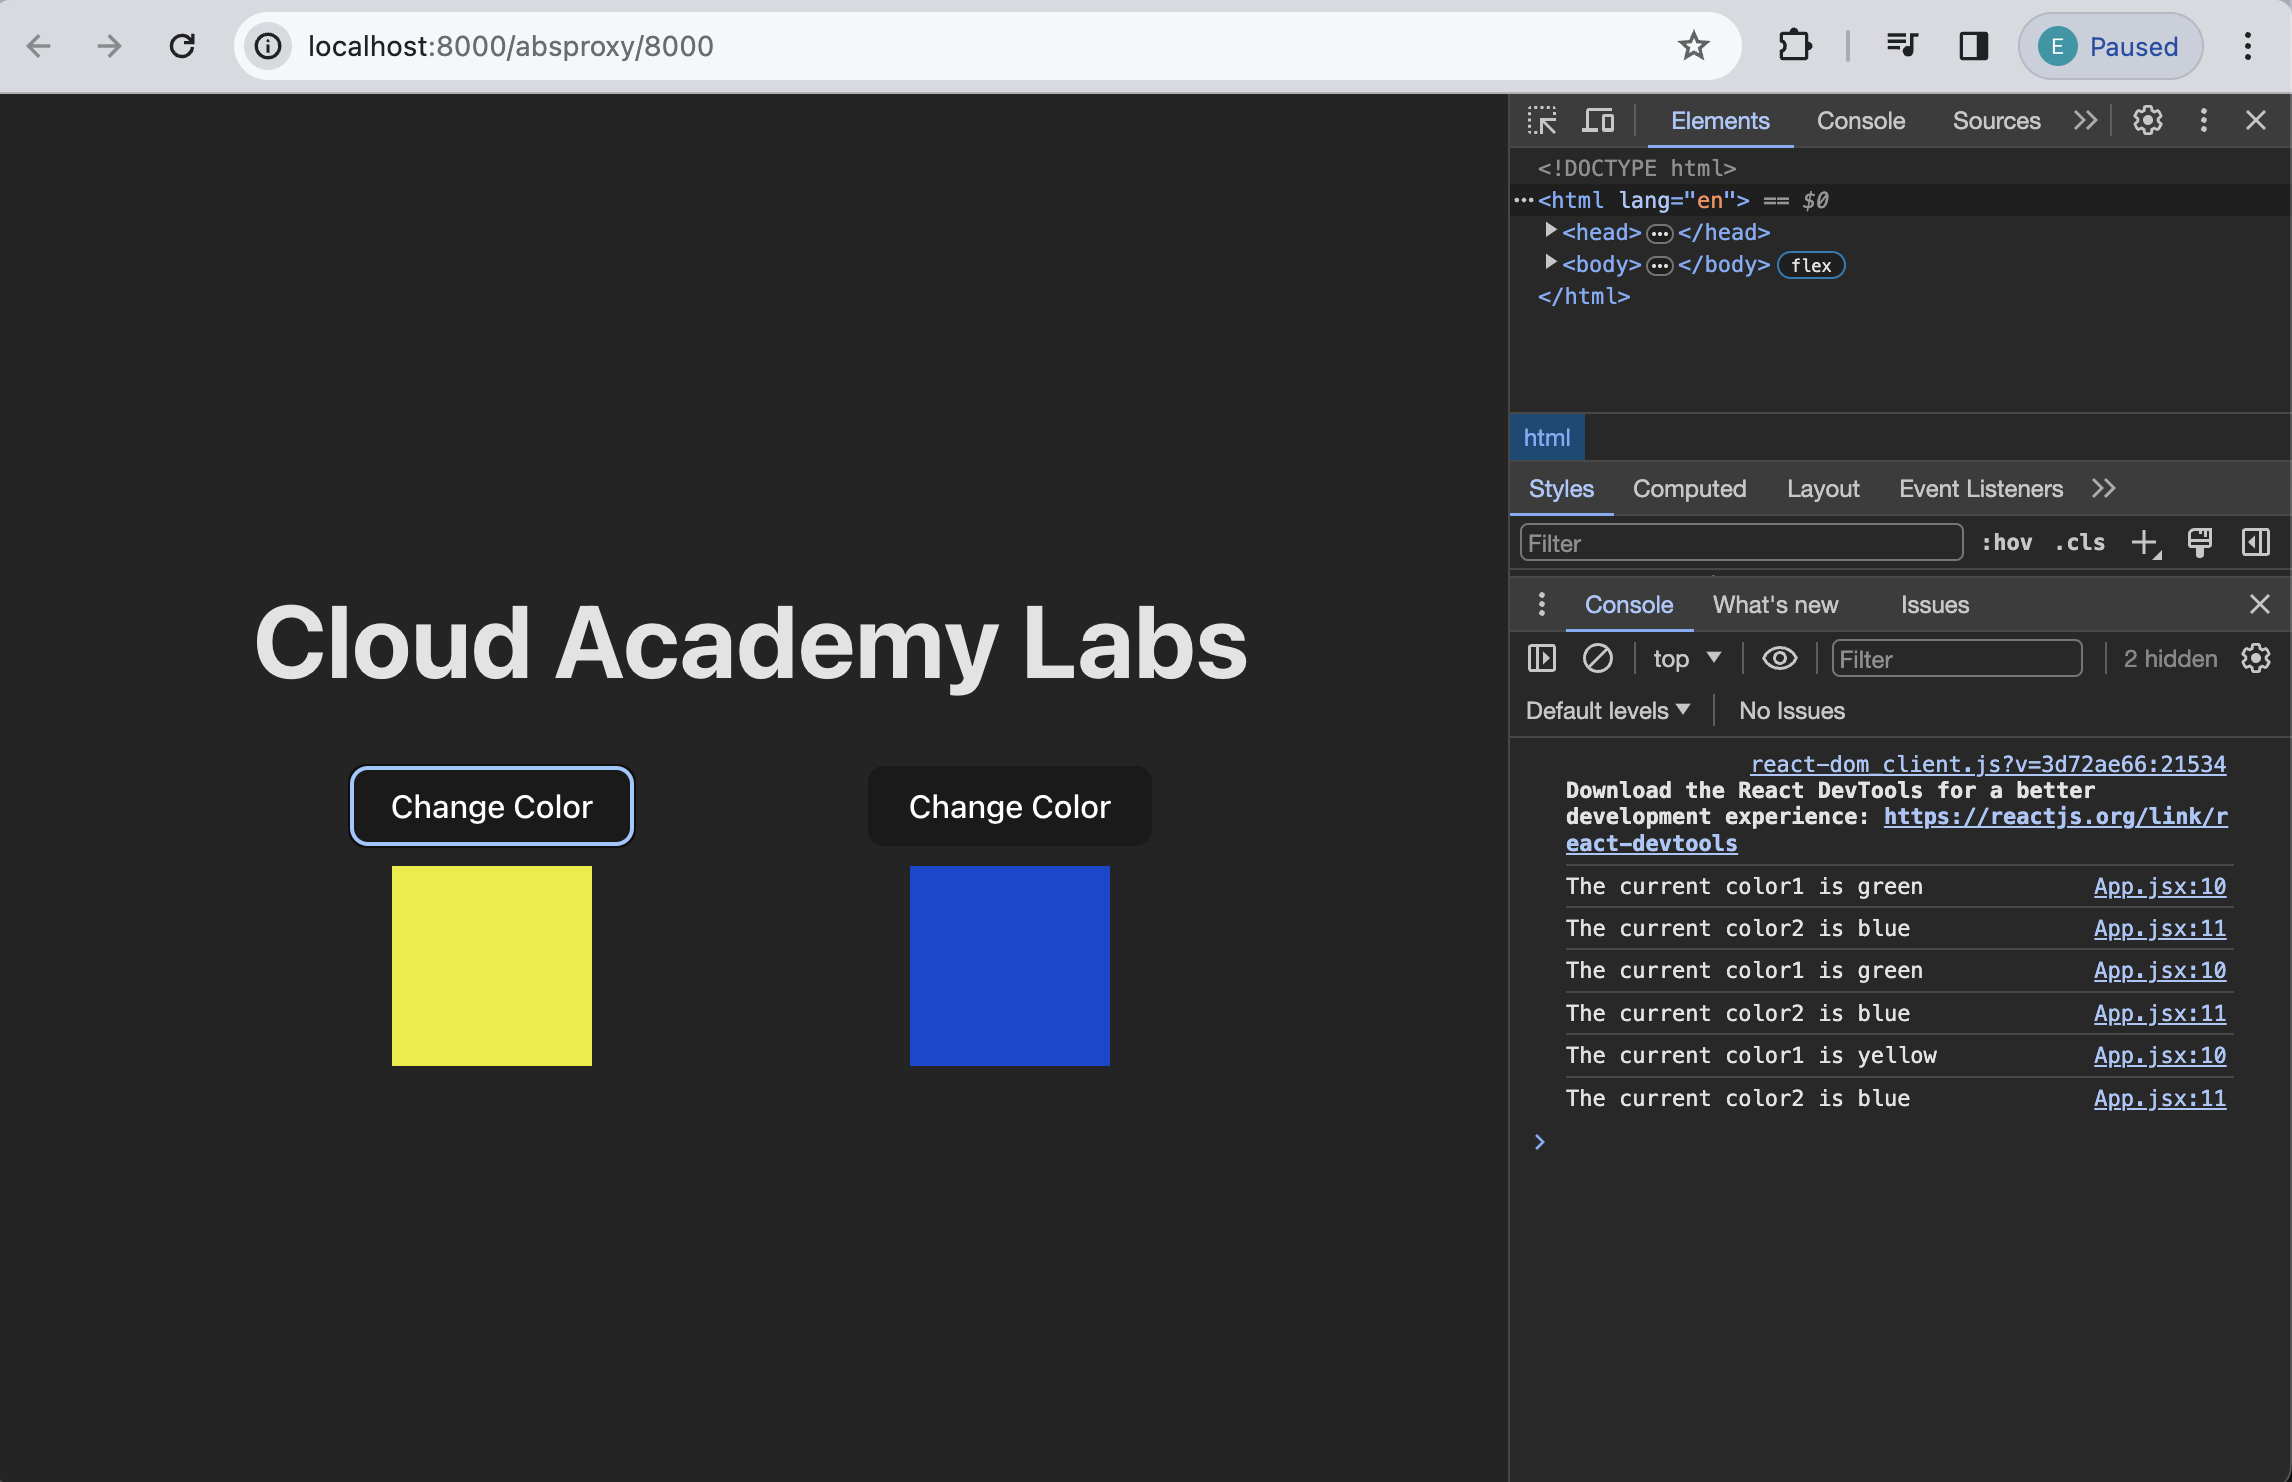 localhost:8000/absproxy/8000
E
Paused
Elements Console Sources
<!DOCTYPE html>
<html lang="en"> == $0
<head>…</head>
<body>…</body> flex
</html>
html
Styles Computed Layout Event Listeners
Filter :hov .cls
Console What's new Issues
top Filter 2 hidden
Default levels No Issues
Cloud Academy Labs
Change Color Change Color
react-dom_client.js?v=3d72ae66:21534
Download the React DevTools for a better
development experience: https://reactjs.org/link/r
eact-devtools
The current color1 is green App.jsx:10
The current color2 is blue App.jsx:11
The current color1 is green App.jsx:10
The current color2 is blue App.jsx:11
The current color1 is yellow App.jsx:10
The current color2 is blue App.jsx:11